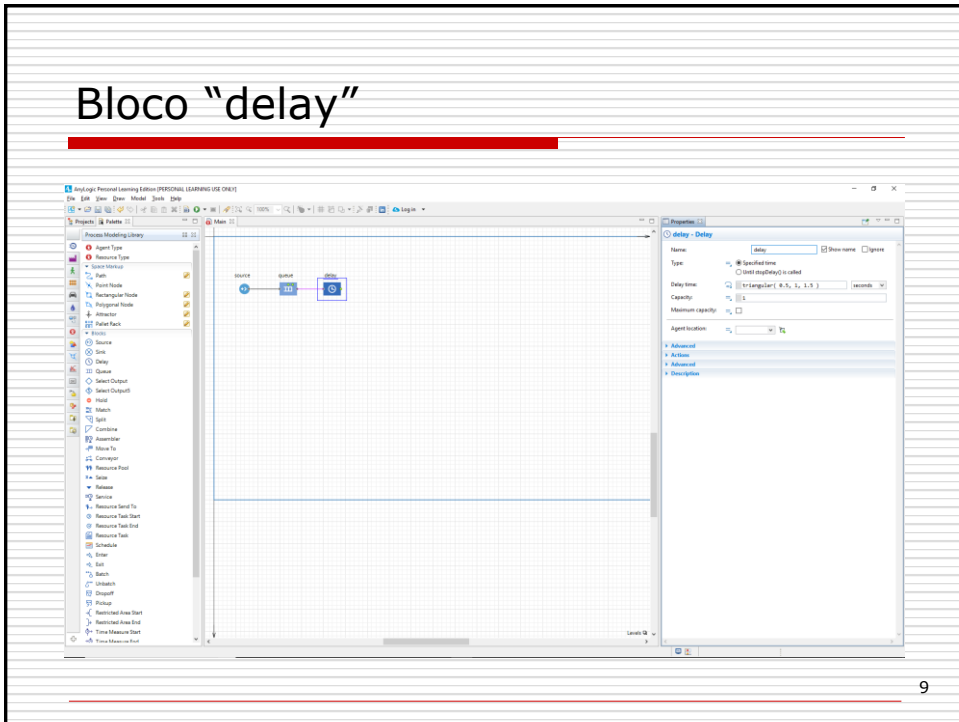 Bloco “delay”
AnyLogic Personal Learning Edition [PERSONAL LEARNING USE ONLY]
File Edit View Draw Model Tools Help
100%
Log in
Projects Palette
Main
Properties
Process Modeling Library
Agent Type
Resource Type
Space Markup
Path
Point Node
Rectangular Node
Polygonal Node
Attractor
Pallet Rack
Blocks
Source
Sink
Delay
Queue
Select Output
Select Output5
Hold
Match
Split
Combine
Assembler
Move To
Conveyor
Resource Pool
Seize
Release
Service
Resource Send To
Resource Task Start
Resource Task End
Resource Task
Schedule
Enter
Exit
Batch
Unbatch
Dropoff
Pickup
Restricted Area Start
Restricted Area End
Time Measure Start
Time Measure End
source queue delay
Levels
delay - Delay
Name: delay Show name Ignore
Type: Specified time
Until stopDelay() is called
Delay time: triangular( 0.5, 1, 1.5 ) seconds
Capacity: 1
Maximum capacity:
Agent location:
Advanced
Actions
Advanced
Description
9